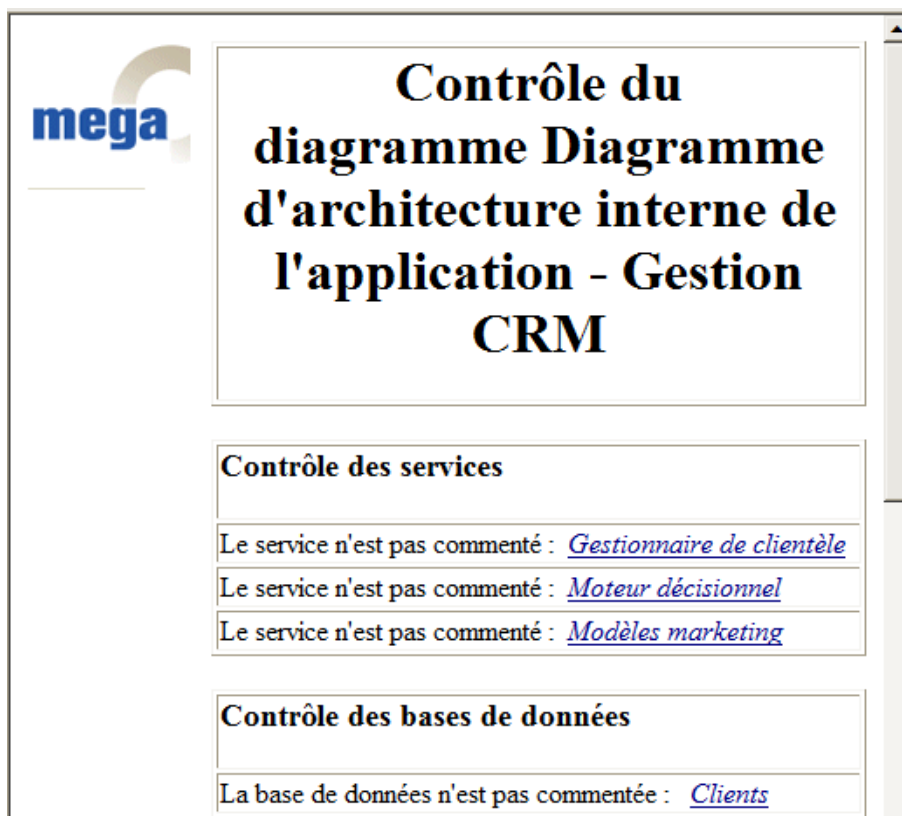 mega
Contrôle du
diagramme Diagramme
d'architecture interne de
l'application - Gestion
CRM
Contrôle des services
Le service n'est pas commenté : Gestionnaire de clientèle
Le service n'est pas commenté : Moteur décisionnel
Le service n'est pas commenté : Modèles marketing
Contrôle des bases de données
La base de données n'est pas commentée : Clients